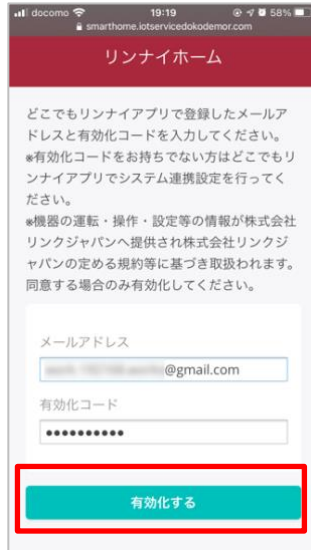 docomo 19:19 58%
smarthome.iotservicedokodemor.com
リンナイホーム
どこでもリンナイアプリで登録したメールア
ドレスと有効化コードを入力してください。
※有効化コードをお持ちでない方はどこでもリ
ンナイアプリでシステム連携設定を行ってく
ださい。
※機器の運転・操作・設定等の情報が株式会社
リンクジャパンへ提供され株式会社リンクジ
ャパンの定める規約等に基づき取扱われます。
同意する場合のみ有効化してください。
メールアドレス
@gmail.com
有効化コード
••••••••••
有効化する